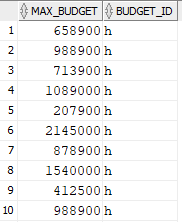 MAX_BUDGET BUDGET_ID
1 658900 h
2 988900 h
3 713900 h
4 1089000 h
5 207900 h
6 2145000 h
7 878900 h
8 1540000 h
9 412500 h
10 988900 h